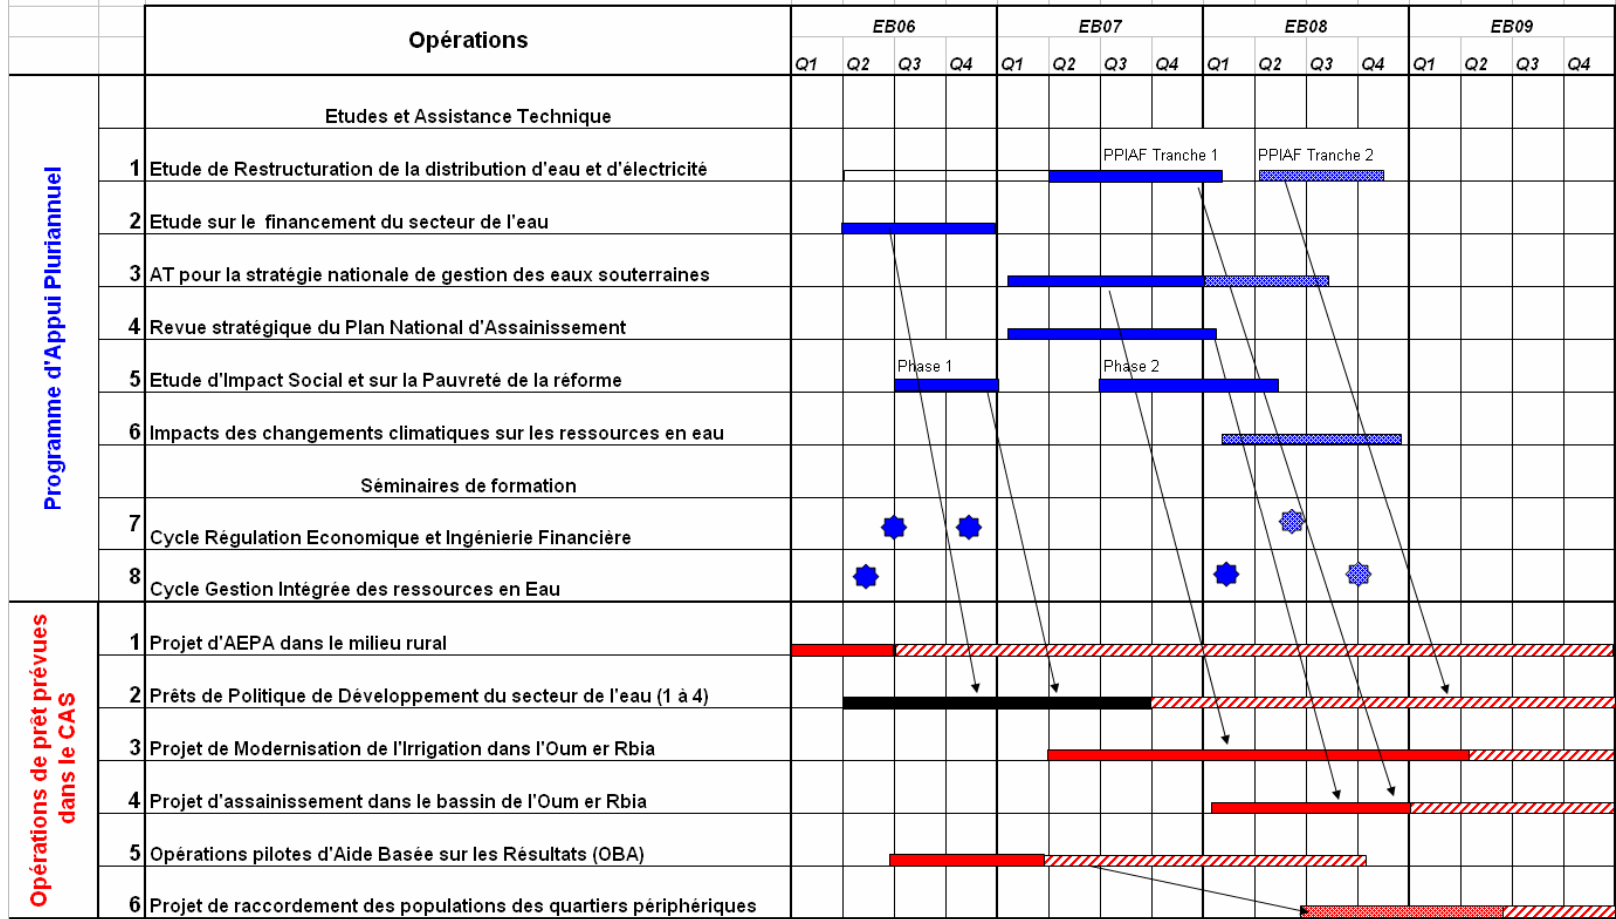 Opérations
EB06 EB07 EB08 EB09
Q1 Q2 Q3 Q4 Q1 Q2 Q3 Q4 Q1 Q2 Q3 Q4 Q1 Q2 Q3 Q4
Programme d'Appui Pluriannuel
Etudes et Assistance Technique
1 Etude de Restructuration de la distribution d'eau et d'électricité PPIAF Tranche 1 PPIAF Tranche 2
2 Etude sur le financement du secteur de l'eau
3 AT pour la stratégie nationale de gestion des eaux souterraines
4 Revue stratégique du Plan National d'Assainissement
5 Etude d'Impact Social et sur la Pauvreté de la réforme Phase 1 Phase 2
6 Impacts des changements climatiques sur les ressources en eau
Séminaires de formation
7 Cycle Régulation Economique et Ingénierie Financière
8 Cycle Gestion Intégrée des ressources en Eau
Opérations de prêt prévues
dans le CAS
1 Projet d'AEPA dans le milieu rural
2 Prêts de Politique de Développement du secteur de l'eau (1 à 4)
3 Projet de Modernisation de l'Irrigation dans l'Oum er Rbia
4 Projet d'assainissement dans le bassin de l'Oum er Rbia
5 Opérations pilotes d'Aide Basée sur les Résultats (OBA)
6 Projet de raccordement des populations des quartiers périphériques